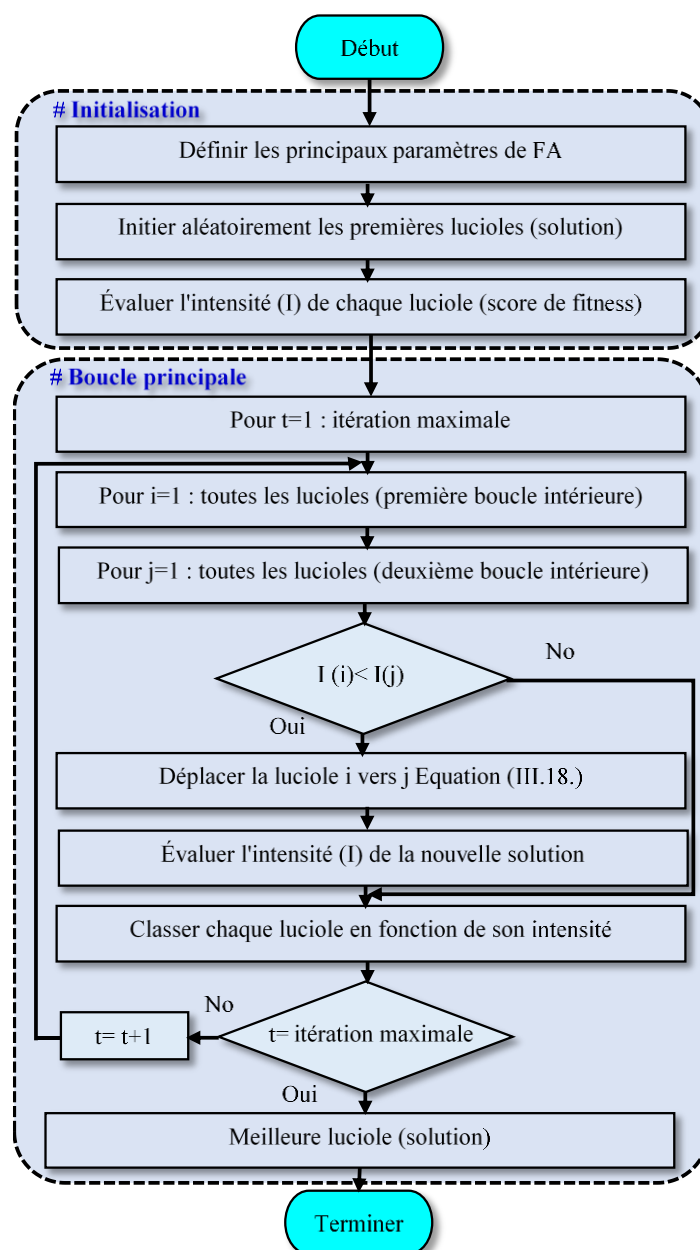 Début
# Initialisation
Définir les principaux paramètres de FA
Initier aléatoirement les premières lucioles (solution)
Évaluer l'intensité (I) de chaque luciole (score de fitness)
# Boucle principale
Pour t=1 : itération maximale
Pour i=1 : toutes les lucioles (première boucle intérieure)
Pour j=1 : toutes les lucioles (deuxième boucle intérieure)
I (i)< I(j)
No
Oui
Déplacer la luciole i vers j Equation (III.18.)
Évaluer l'intensité (I) de la nouvelle solution
Classer chaque luciole en fonction de son intensité
No
t= t+1
t= itération maximale
Oui
Meilleure luciole (solution)
Terminer